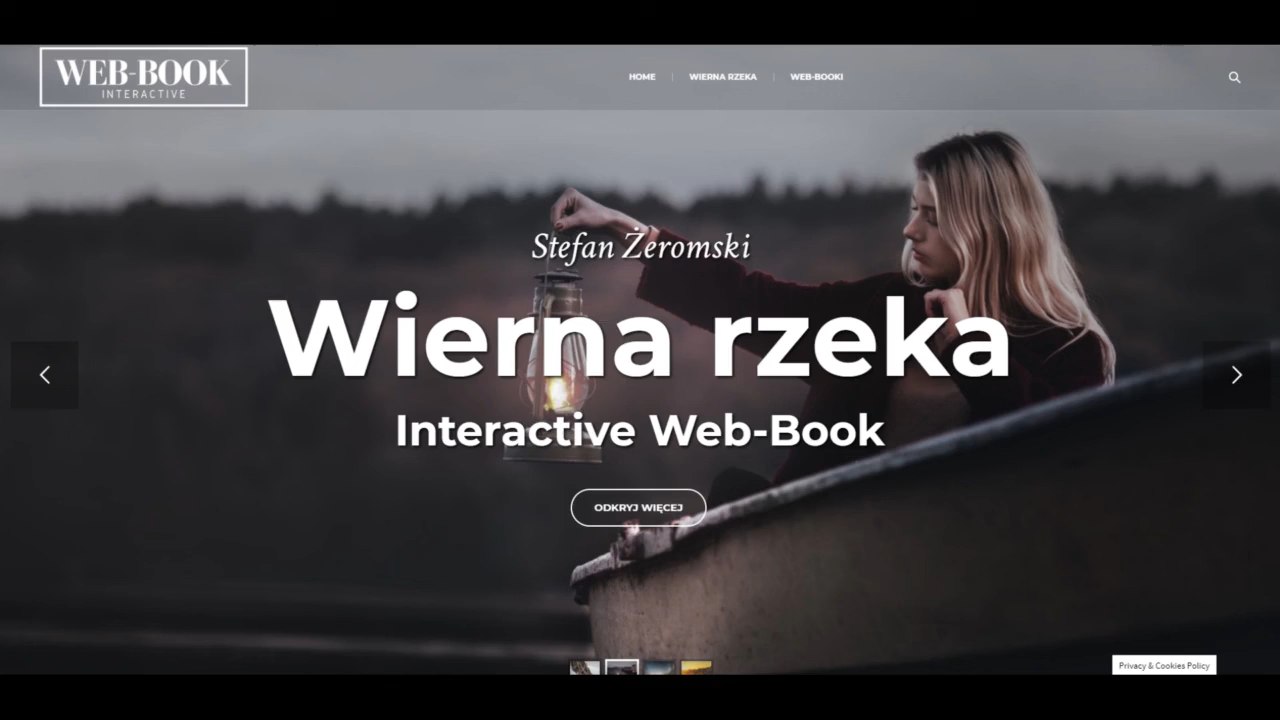 WEB-BOOK
INTERACTIVE
HOME
WIERNA RZEKA
WEB-BOOKI
Stefan Żeromski
Wierna rzeka
Interactive Web-Book
ODKRYJ WIĘCEJ
Privacy & Cookies Policy